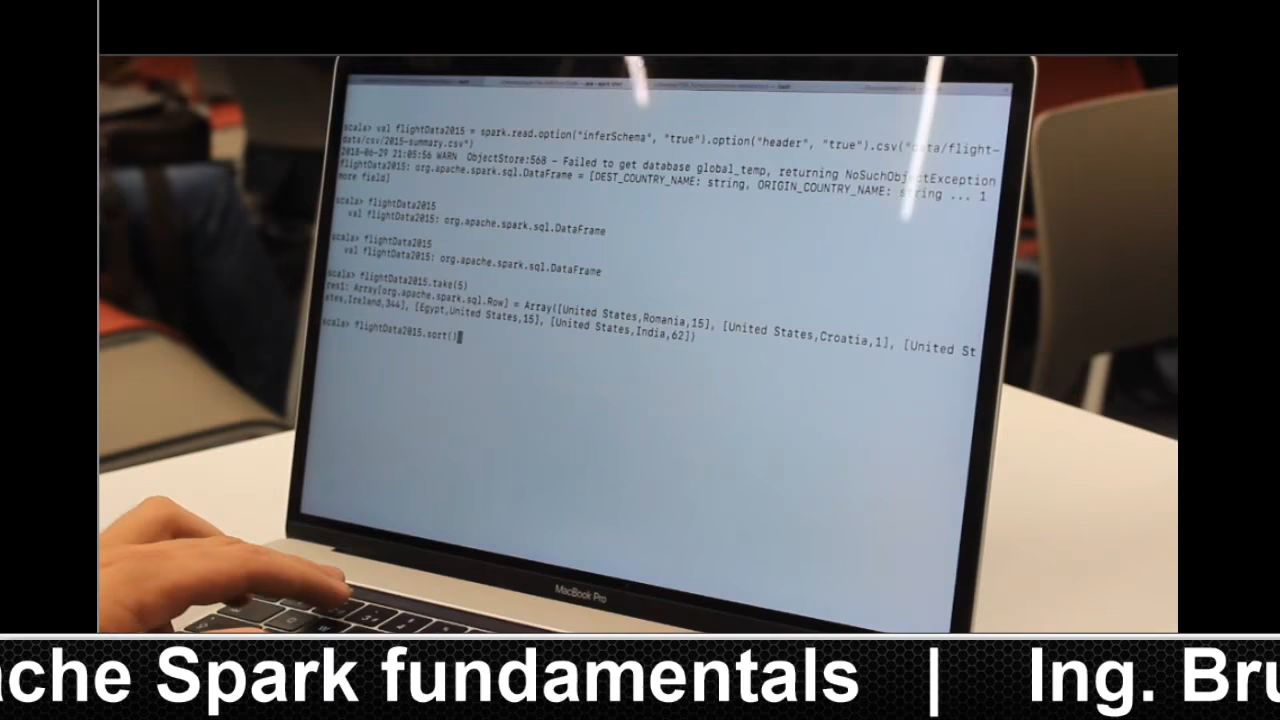 scala> val flightData2015 = spark.read.option("inferSchema", "true").option("header", "true").csv("data/flight-
data/csv/2015-summary.csv")
2018-06-29 21:05:56 WARN ObjectStore:568 - Failed to get database global_temp, returning NoSuchObjectException
flightData2015: org.apache.spark.sql.DataFrame = [DEST_COUNTRY_NAME: string, ORIGIN_COUNTRY_NAME: string ... 1
more field]
scala> flightData2015
val flightData2015: org.apache.spark.sql.DataFrame
scala> flightData2015
val flightData2015: org.apache.spark.sql.DataFrame
scala> flightData2015.take(5)
res1: Array[org.apache.spark.sql.Row] = Array([United States,Romania,15], [United States,Croatia,1], [United St
ates,Ireland,344], [Egypt,United States,15], [United States,India,62])
scala> flightData2015.sort()
MacBook Pro
ache Spark fundamentals | Ing. Bru